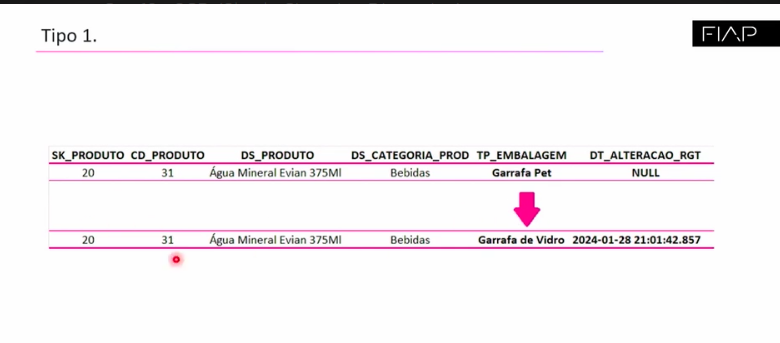 Tipo 1.
FIAP
SK_PRODUTO CD_PRODUTO DS_PRODUTO DS_CATEGORIA_PROD TP_EMBALAGEM DT_ALTERACAO_RGT
20 31 Água Mineral Evian 375Ml Bebidas Garrafa Pet NULL
20 31 Água Mineral Evian 375Ml Bebidas Garrafa de Vidro 2024-01-28 21:01:42.857